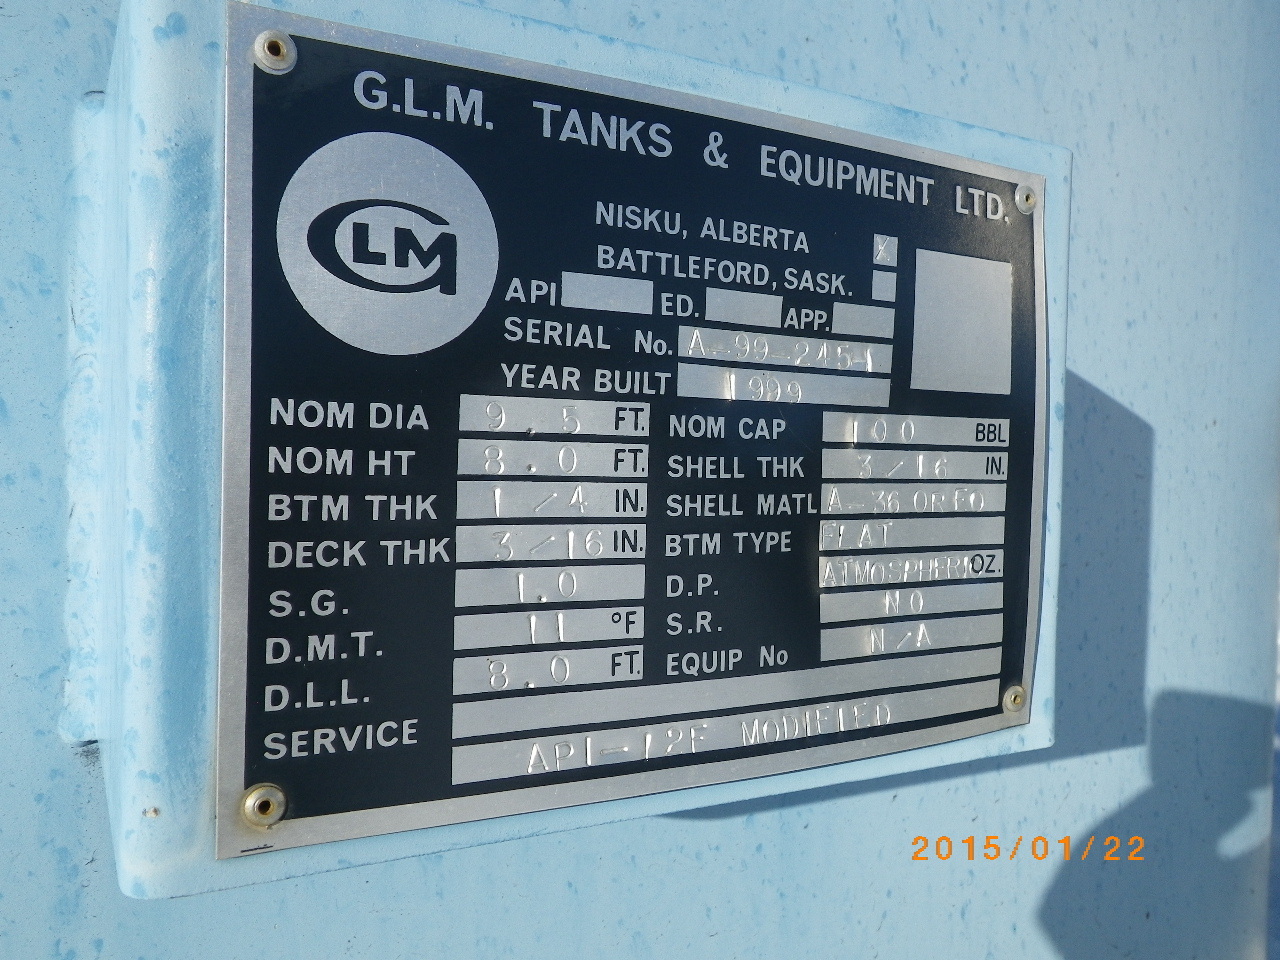 G.L.M. TANKS & EQUIPMENT LTD.
GLM
NISKU, ALBERTA X
BATTLEFORD, SASK.
API ED. APP.
SERIAL No. A-99-2451
YEAR BUILT 1999
NOM DIA 9.5 FT. NOM CAP 100 BBL
NOM HT 8.0 FT. SHELL THK 3/16 IN.
BTM THK 1/4 IN. SHELL MATL A-36 OR EQ
DECK THK 3/16 IN. BTM TYPE FLAT
S.G. 1.0 D.P. ATMOSPHERIC OZ.
D.M.T. 11 °F S.R. NO
D.L.L. 8.0 FT. EQUIP No N/A
SERVICE
API-12F MODIFIED
2015/01/22